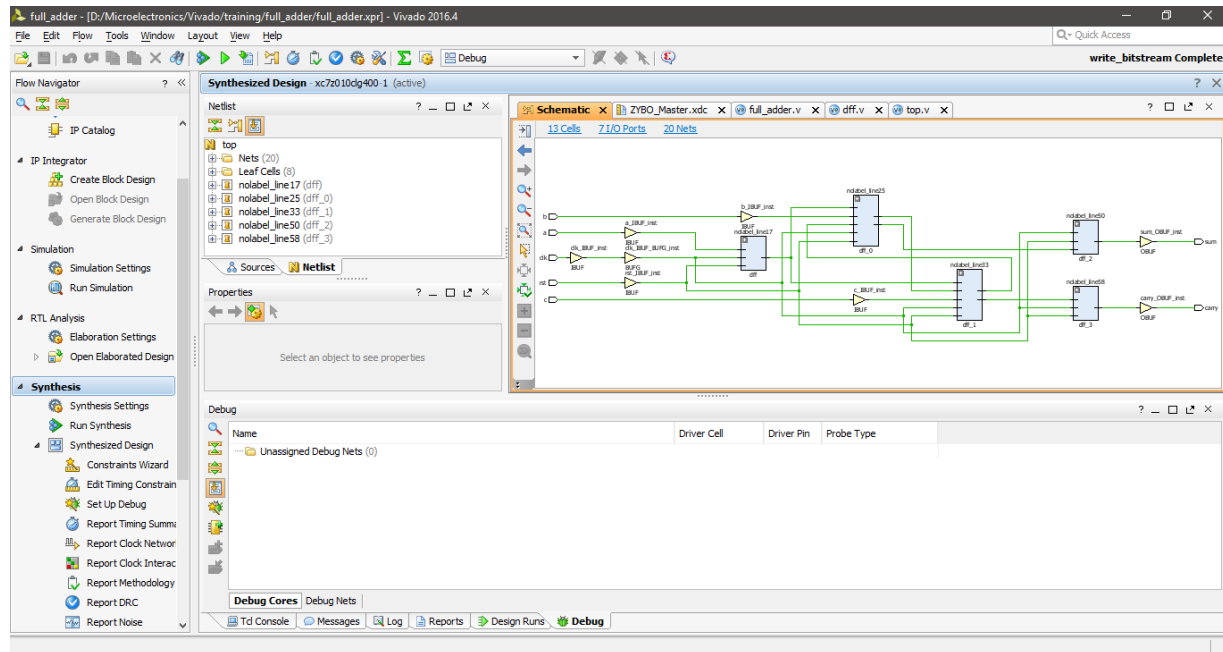 full_adder - [D:/Microelectronics/Vivado/training/full_adder/full_adder.xpr] - Vivado 2016.4
File Edit Flow Tools Window Layout View Help
Q- Quick Access
Debug
write_bitstream Complete
Flow Navigator ? «
IP Catalog
IP Integrator
Create Block Design
Open Block Design
Generate Block Design
Simulation
Simulation Settings
Run Simulation
RTL Analysis
Elaboration Settings
Open Elaborated Design
Synthesis
Synthesis Settings
Run Synthesis
Synthesized Design
Constraints Wizard
Edit Timing Constrain
Set Up Debug
Report Timing Summa
Report Clock Networ
Report Clock Interac
Report Methodology
Report DRC
Report Noise
Synthesized Design - xc7z010clg400-1 (active)
Netlist
top
Nets (20)
Leaf Cells (8)
nolabel_line17 (dff)
nolabel_line25 (dff_0)
nolabel_line33 (dff_1)
nolabel_line50 (dff_2)
nolabel_line58 (dff_3)
Sources Netlist
Properties
Select an object to see properties
Schematic ZYBO_Master.xdc full_adder.v dff.v top.v
13 Cells 7 I/O Ports 20 Nets
nolabel_line25
b_IBUF_inst
b
IBUF
dff_0
a_IBUF_inst
a
IBUF
nolabel_line17
clk_IBUF_inst
clk_IBUF_BUFG_inst
clk
IBUF
BUFG
dff
rst_IBUF_inst
rst
IBUF
c
c_IBUF_inst
IBUF
nolabel_line33
dff_1
nolabel_line50
dff_2
sum_OBUF_inst
sum
OBUF
nolabel_line58
dff_3
carry_OBUF_inst
carry
OBUF
Debug
Name Driver Cell Driver Pin Probe Type
Unassigned Debug Nets (0)
Debug Cores Debug Nets
Tcl Console Messages Log Reports Design Runs Debug